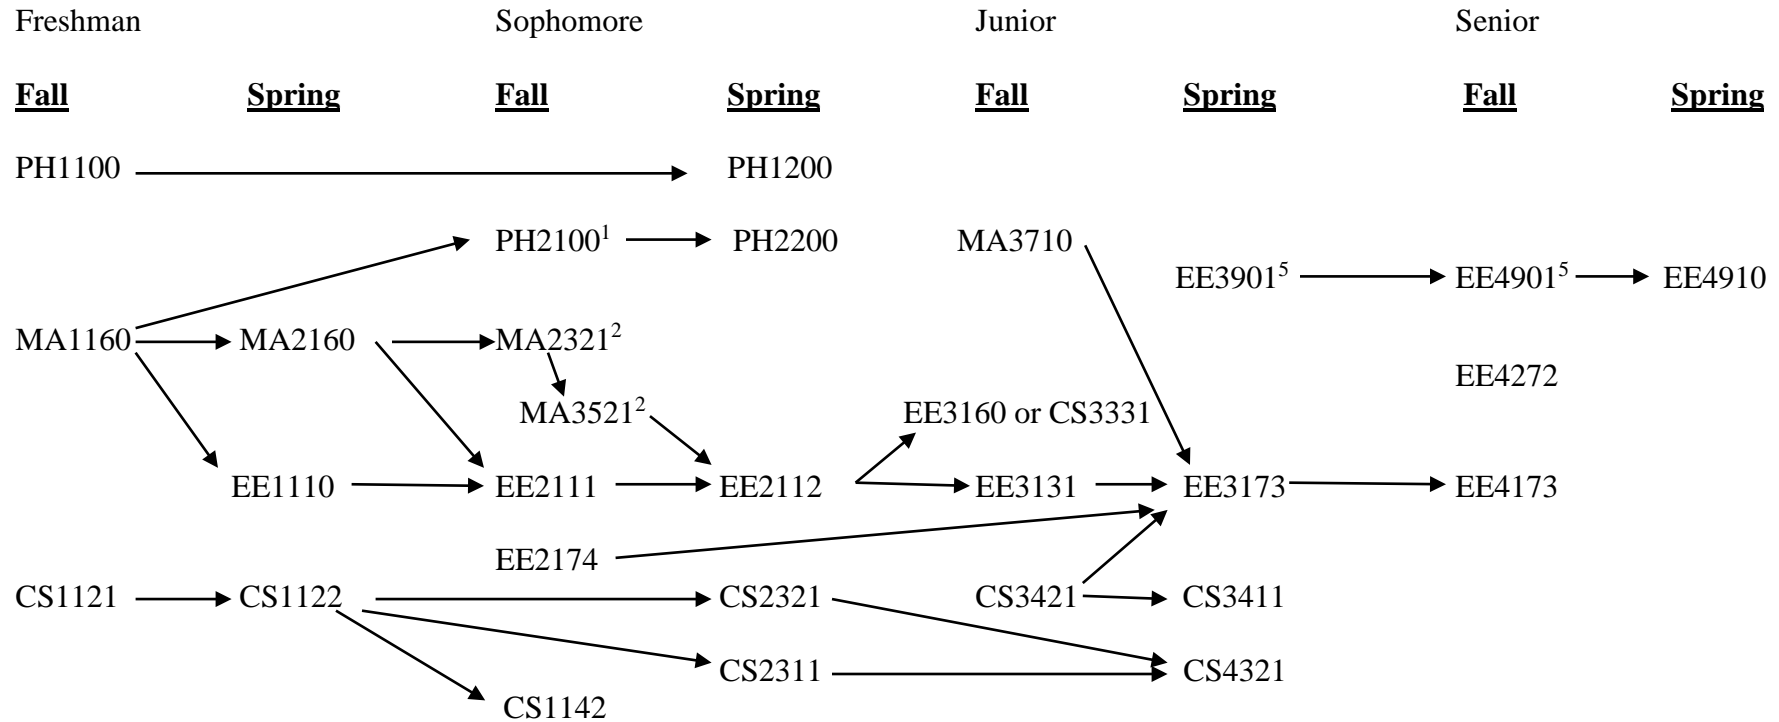 Freshman Sophomore Junior Senior
Fall Spring Fall Spring Fall Spring Fall Spring
PH1100 PH1200
PH2100¹ PH2200 MA3710
EE3901⁵ EE4901⁵ EE4910
MA1160 MA2160 MA2321²
EE4272
MA3521² EE3160 or CS3331
EE1110 EE2111 EE2112 EE3131 EE3173 EE4173
EE2174
CS1121 CS1122 CS2321 CS3421 CS3411
CS2311 CS4321
CS1142